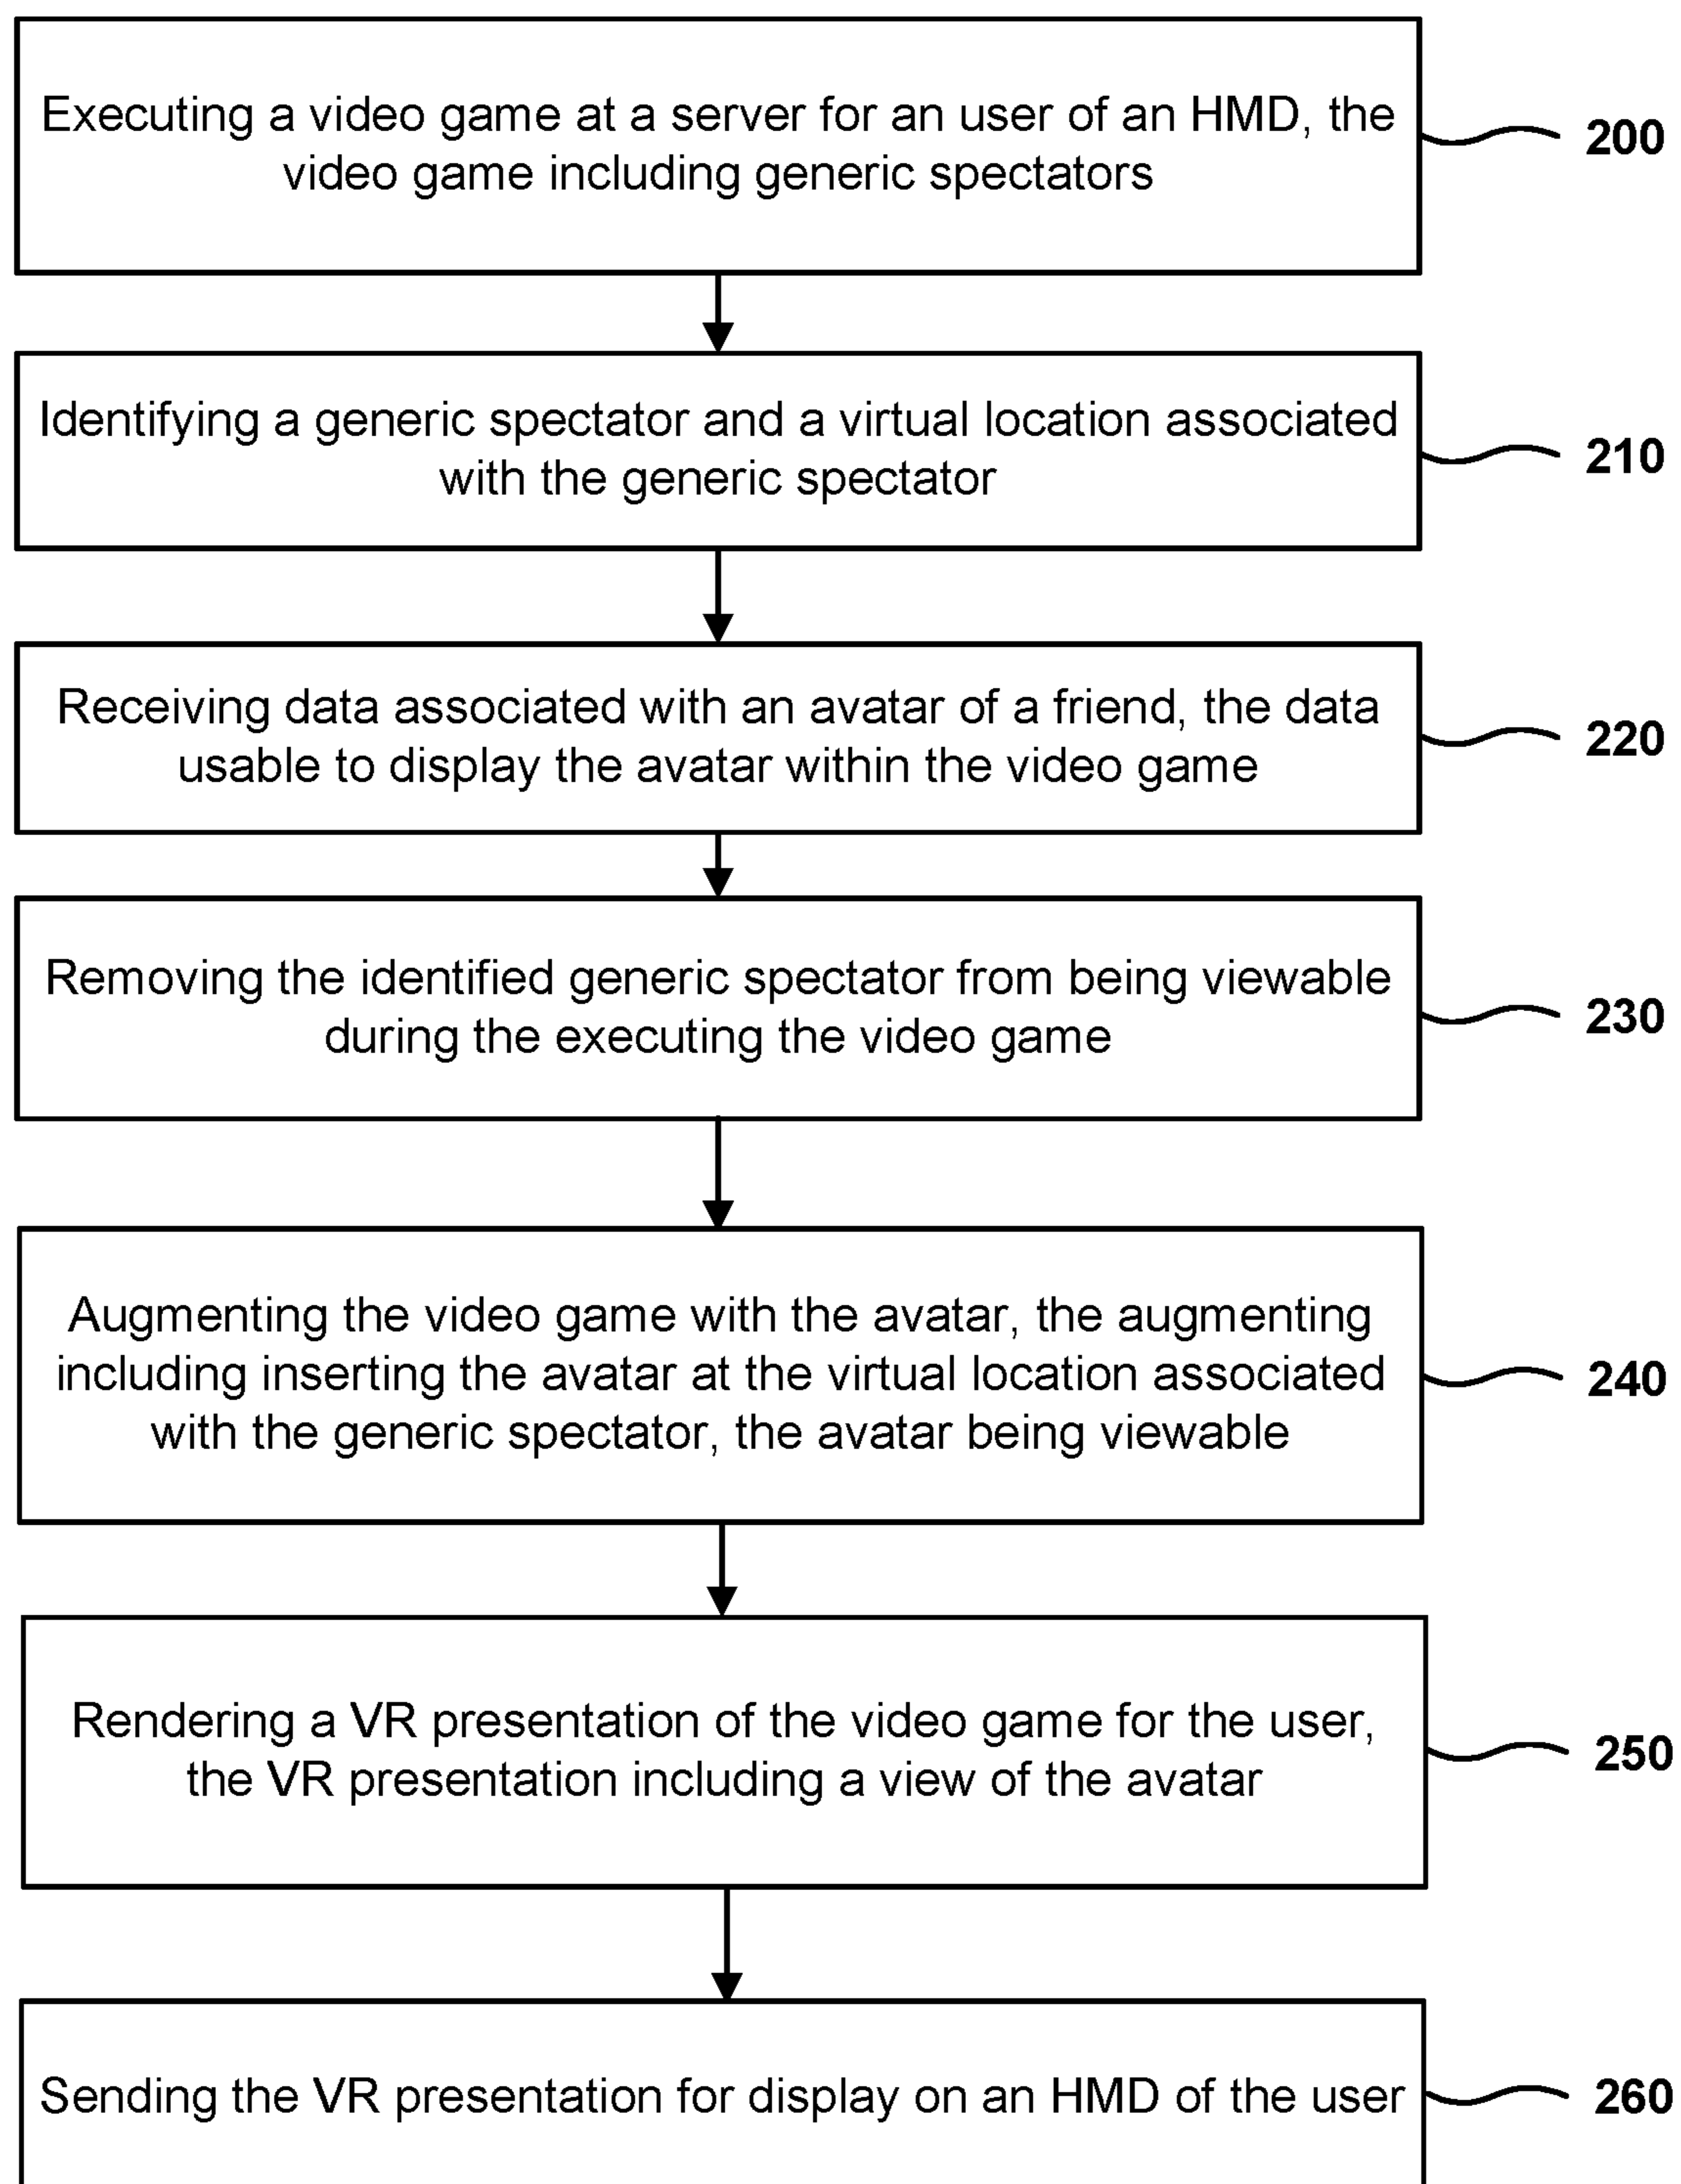 Executing a video game at a server for an user of an HMD, the
video game including generic spectators
200
Identifying a generic spectator and a virtual location associated
with the generic spectator
210
Receiving data associated with an avatar of a friend, the data
usable to display the avatar within the video game
220
Removing the identified generic spectator from being viewable
during the executing the video game
230
Augmenting the video game with the avatar, the augmenting
including inserting the avatar at the virtual location associated
with the generic spectator, the avatar being viewable
240
Rendering a VR presentation of the video game for the user,
the VR presentation including a view of the avatar
250
Sending the VR presentation for display on an HMD of the user
260